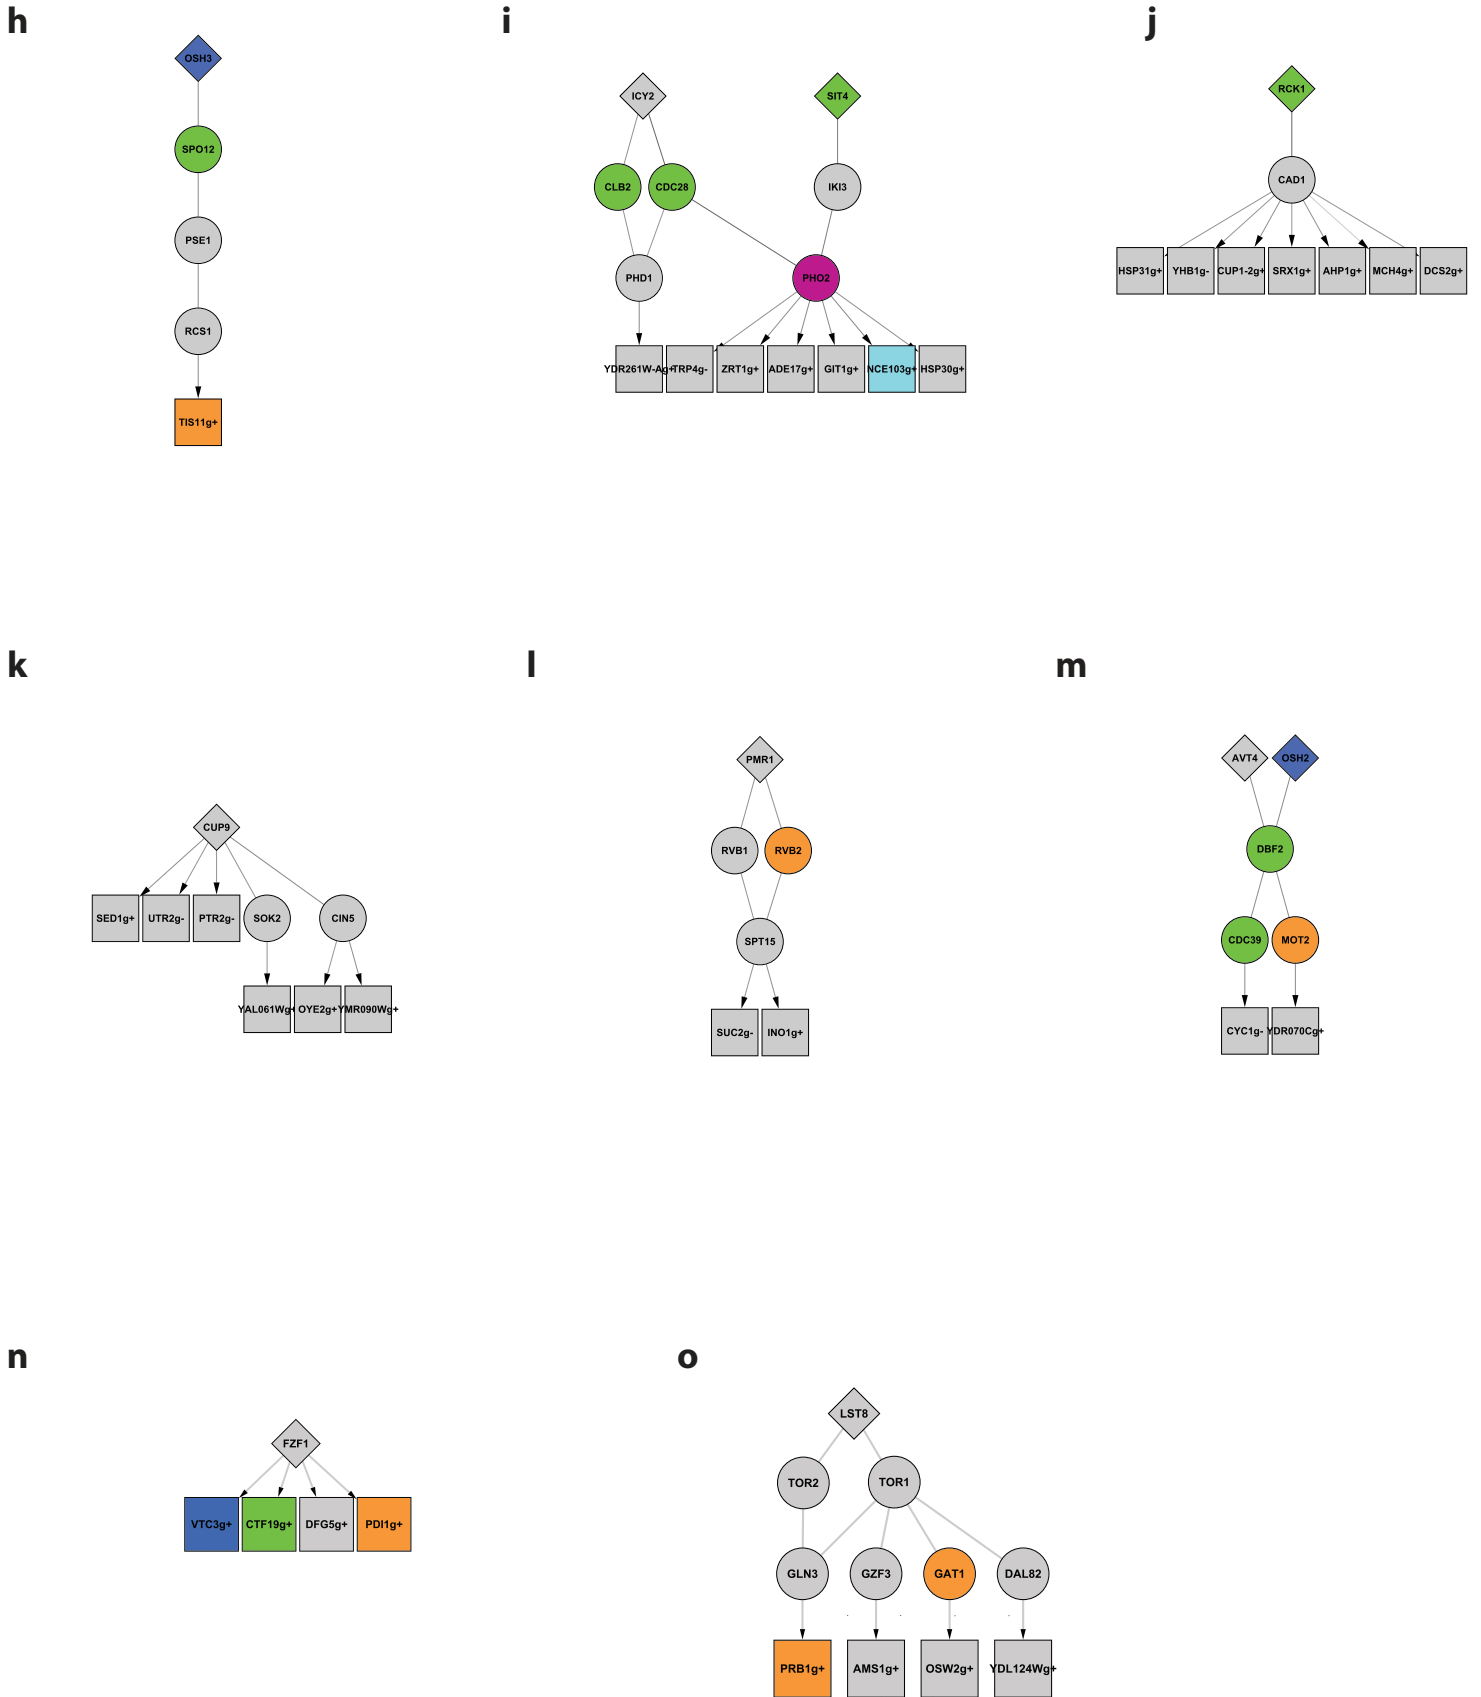 h
OSH3
SPO12
PSE1
RCS1
TIS11g+
i
ICY2
SIT4
CLB2
CDC28
IKI3
PHD1
PHO2
YDR261W-Ag+
TRP4g-
ZRT1g+
ADE17g+
GIT1g+
NCE103g+
HSP30g+
j
RCK1
CAD1
HSP31g+
YHB1g-
CUP1-2g+
SRX1g+
AHP1g+
MCH4g+
DCS2g+
k
CUP9
SED1g+
UTR2g-
PTR2g-
SOK2
CIN5
YAL061Wg+
OYE2g+
YMR090Wg+
l
PMR1
RVB1
RVB2
SPT15
SUC2g-
INO1g+
m
AVT4
OSH2
DBF2
CDC39
MOT2
CYC1g-
YDR070Cg+
n
FZF1
VTC3g+
CTF19g+
DFG5g+
PDI1g+
o
LST8
TOR2
TOR1
GLN3
GZF3
GAT1
DAL82
PRB1g+
AMS1g+
OSW2g+
YDL124Wg+